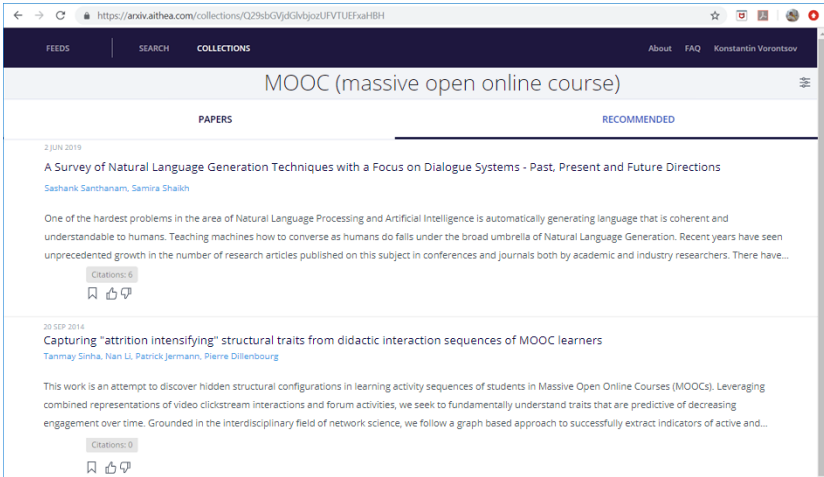 https://arxiv.aithea.com/collections/Q29sbGVjdGlvbjozUFVTUEFxaHBH
FEEDS SEARCH COLLECTIONS About FAQ Konstantin Vorontsov
MOOC (massive open online course)
PAPERS RECOMMENDED
2 JUN 2019
A Survey of Natural Language Generation Techniques with a Focus on Dialogue Systems - Past, Present and Future Directions
Sashank Santhanam, Samira Shaikh
One of the hardest problems in the area of Natural Language Processing and Artificial Intelligence is automatically generating language that is coherent and
understandable to humans. Teaching machines how to converse as humans do falls under the broad umbrella of Natural Language Generation. Recent years have seen
unprecedented growth in the number of research articles published on this subject in conferences and journals both by academic and industry researchers. There have...
Citations: 6
20 SEP 2014
Capturing "attrition intensifying" structural traits from didactic interaction sequences of MOOC learners
Tanmay Sinha, Nan Li, Patrick Jermann, Pierre Dillenbourg
This work is an attempt to discover hidden structural configurations in learning activity sequences of students in Massive Open Online Courses (MOOCs). Leveraging
combined representations of video clickstream interactions and forum activities, we seek to fundamentally understand traits that are predictive of decreasing
engagement over time. Grounded in the interdisciplinary field of network science, we follow a graph based approach to successfully extract indicators of active and...
Citations: 0